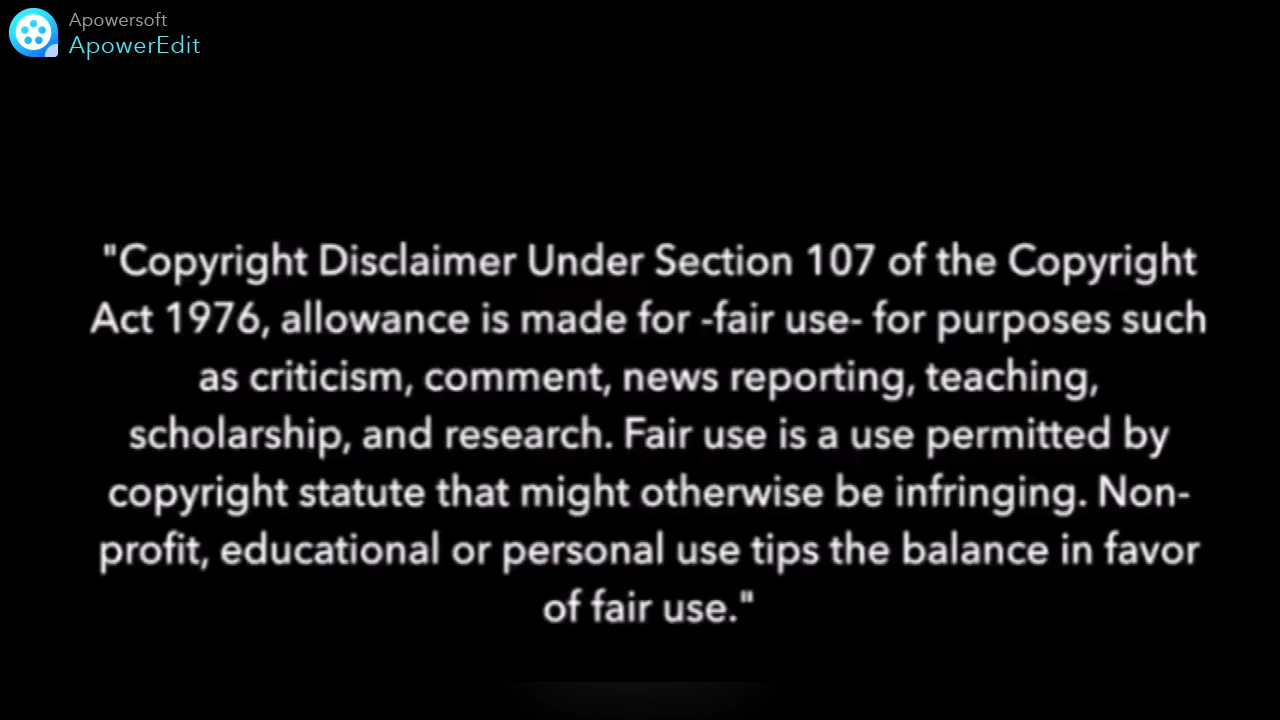 Apowersoft
ApowerEdit
"Copyright Disclaimer Under Section 107 of the Copyright
Act 1976, allowance is made for -fair use- for purposes such
as criticism, comment, news reporting, teaching,
scholarship, and research. Fair use is a use permitted by
copyright statute that might otherwise be infringing. Non-
profit, educational or personal use tips the balance in favor
of fair use."